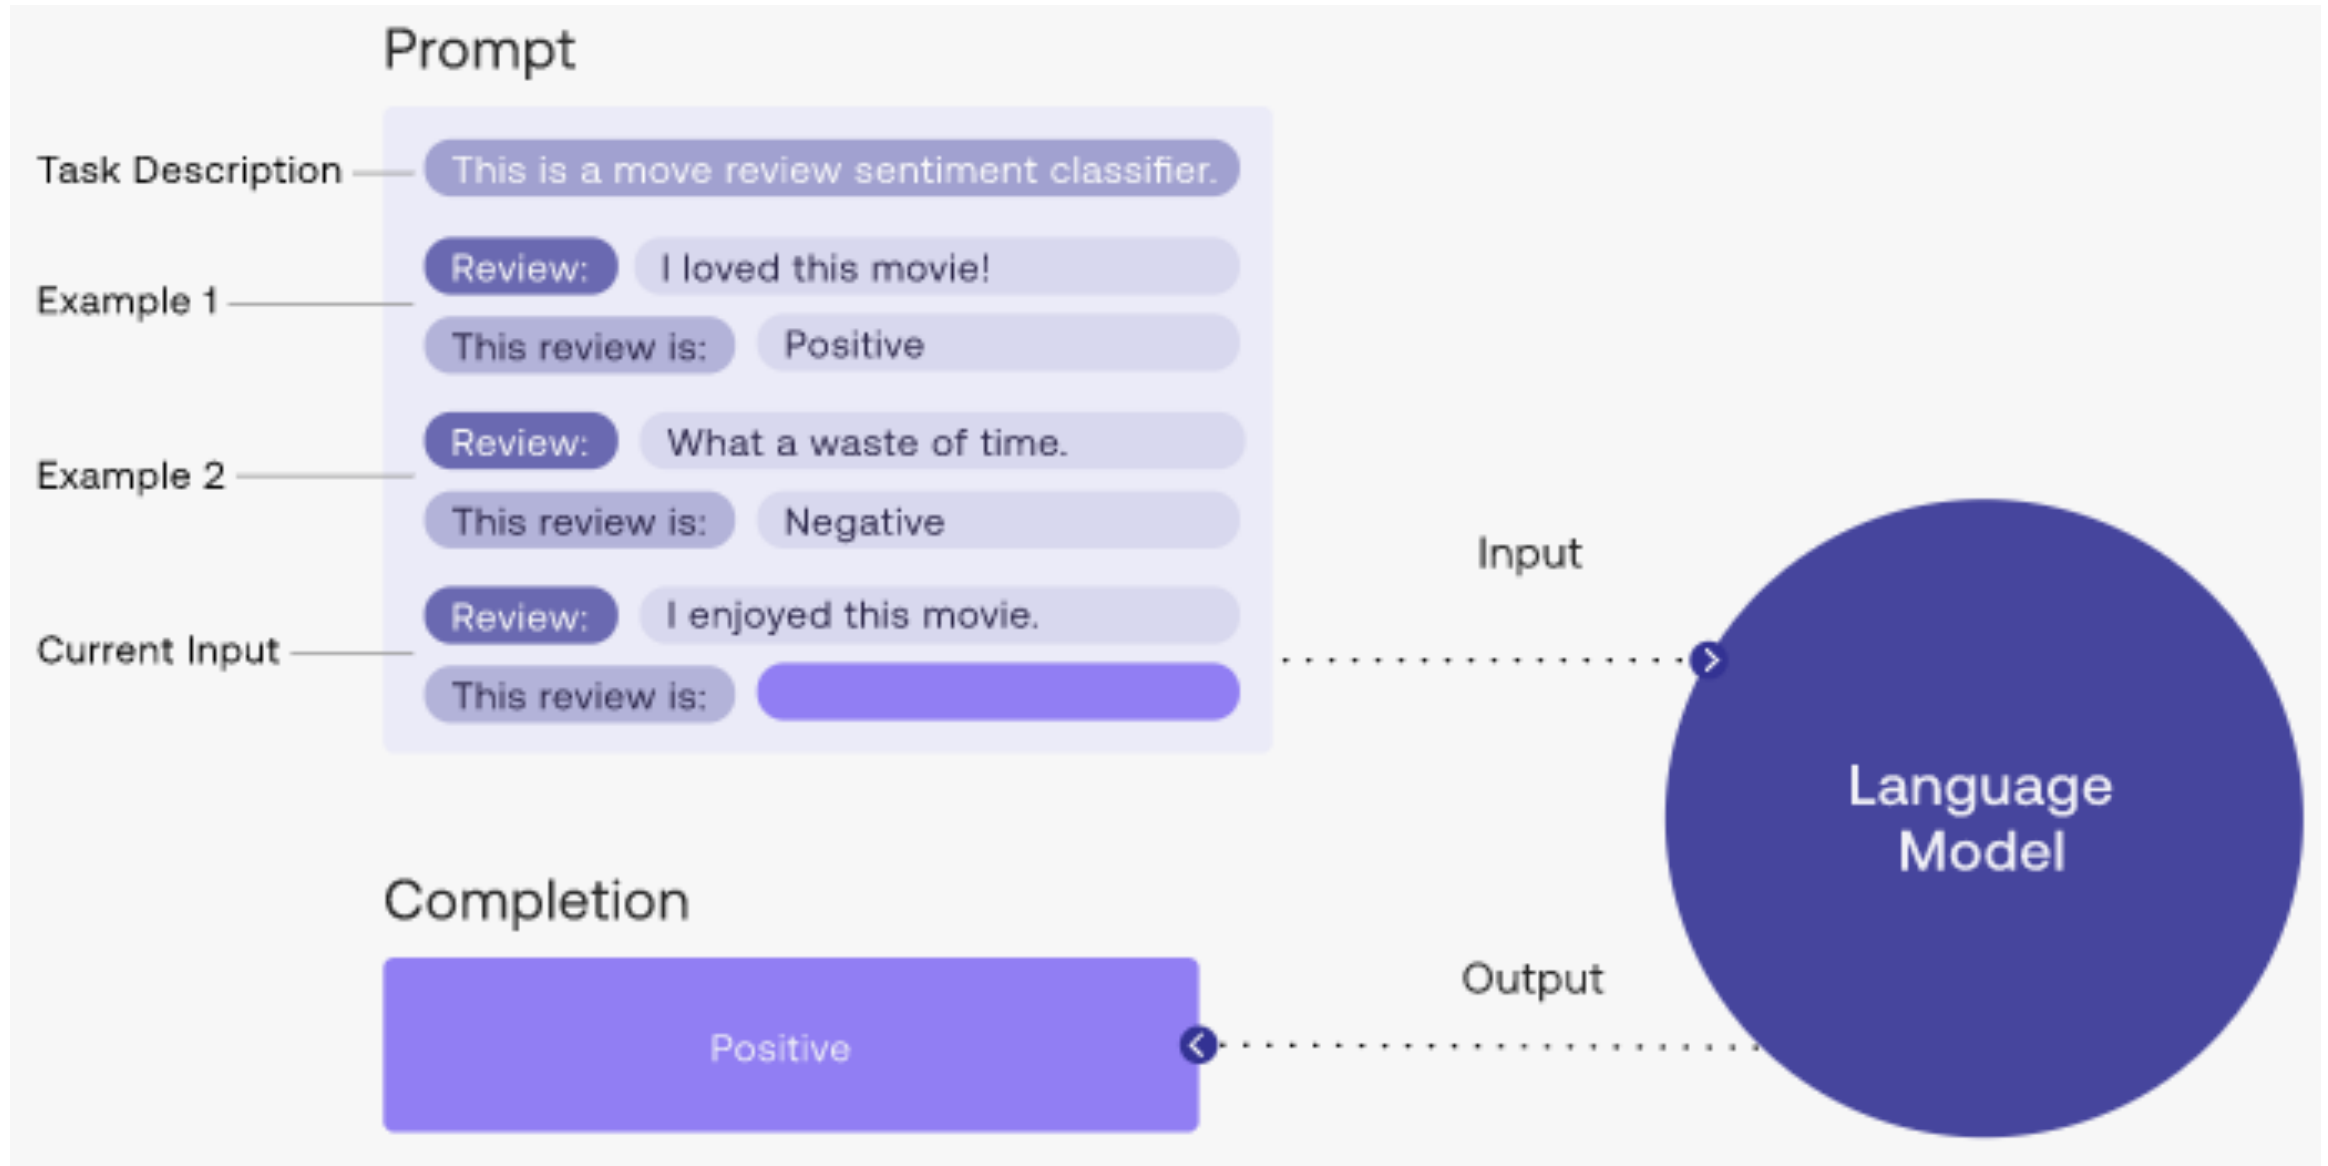 Prompt
Task Description
This is a move review sentiment classifier.
Example 1
Review: I loved this movie!
This review is: Positive
Example 2
Review: What a waste of time.
This review is: Negative
Current Input
Review: I enjoyed this movie.
This review is:
Input
Language
Model
Completion
Positive
Output